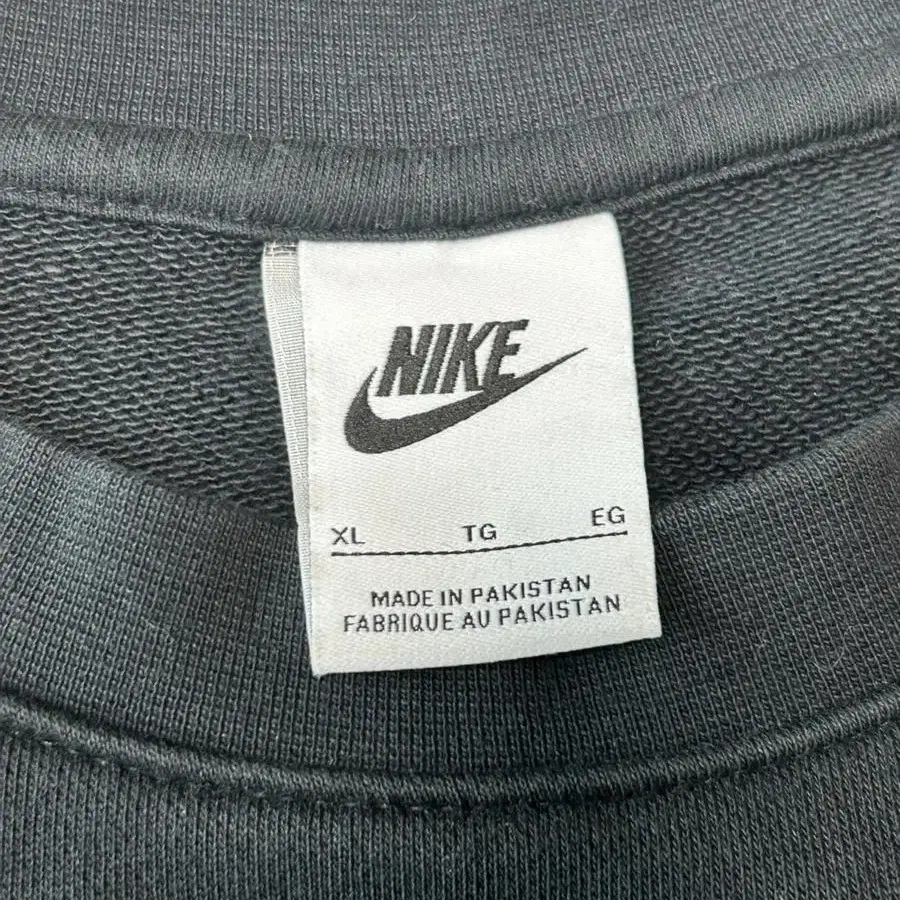 NIKE
XL TG EG
MADE IN PAKISTAN
FABRIQUE AU PAKISTAN